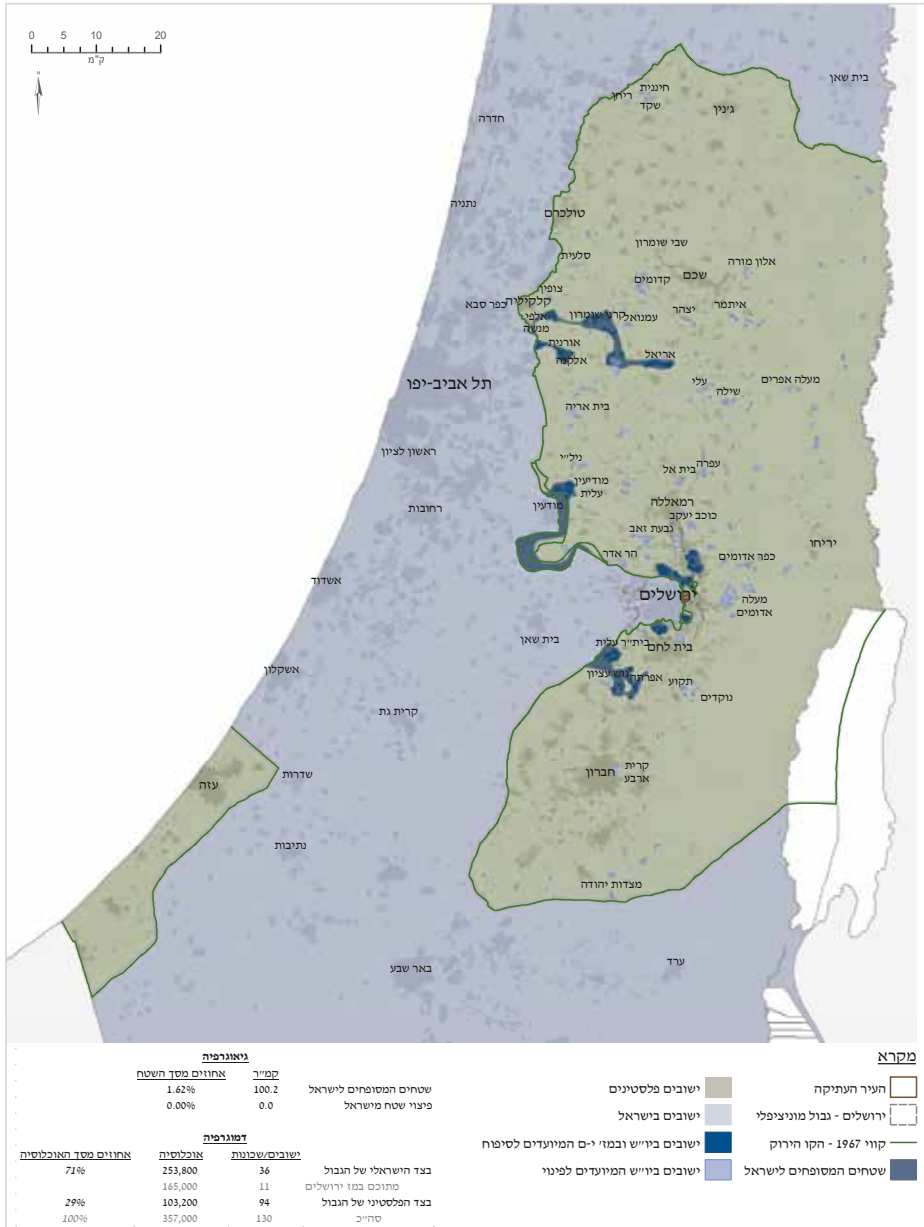 0 5 10 20
ק"מ
N
בית שאן
חיננית
ריחן
שקד
ג'נין
חדרה
נתניה
טולכרם
שבי שומרון
סלעית
אלון מורה
שכם
קדומים
צופין
קלקיליה
כפר סבא
איתמר
יצהר
עמנואל
קרני שומרון
אלפי
מנשה
אורנית
אלקנה
אריאל
תל אביב-יפו
עלי
מעלה אפרים
שילה
בית אריה
ראשון לציון
ניל"י
עפרה
בית אל
מודיעין
עלית
רמאללה
מודעין
כוכב יעקב
גבעת זאב
רחובות
יריחו
הר אדר
כפר אדומים
אשדוד
ירושלים
מעלה
אדומים
בית שאן
בית"ר עלית
בית לחם
אשקלון
גוש עציון
אפרתה
תקוע
נוקדים
קרית גת
קרית
ארבע
חברון
שדרות
עזה
נתיבות
מצדות יהודה
באר שבע
ערד
מקרא
העיר העתיקה
ירושלים - גבול מוניציפלי
קווי 1967 - הקו הירוק
שטחים המסופחים לישראל
ישובים פלסטינים
ישובים בישראל
ישובים ביו"ש ובמז' י-ם המיועדים לסיפוח
ישובים ביו"ש המיועדים לפינוי
גיאוגרפיה
קמ"ר אחוזים מסך השטח
שטחים המסופחים לישראל 100.2 1.62%
פיצוי שטח מישראל 0.0 0.00%
דמוגרפיה
ישובים/שכונות אוכלוסיה אחוזים מסך האוכלוסיה
בצד הישראלי של הגבול 36 253,800 71%
מתוכם במז ירושלים 11 165,000
בצד הפלסטיני של הגבול 94 103,200 29%
סה"כ 130 357,000 100%